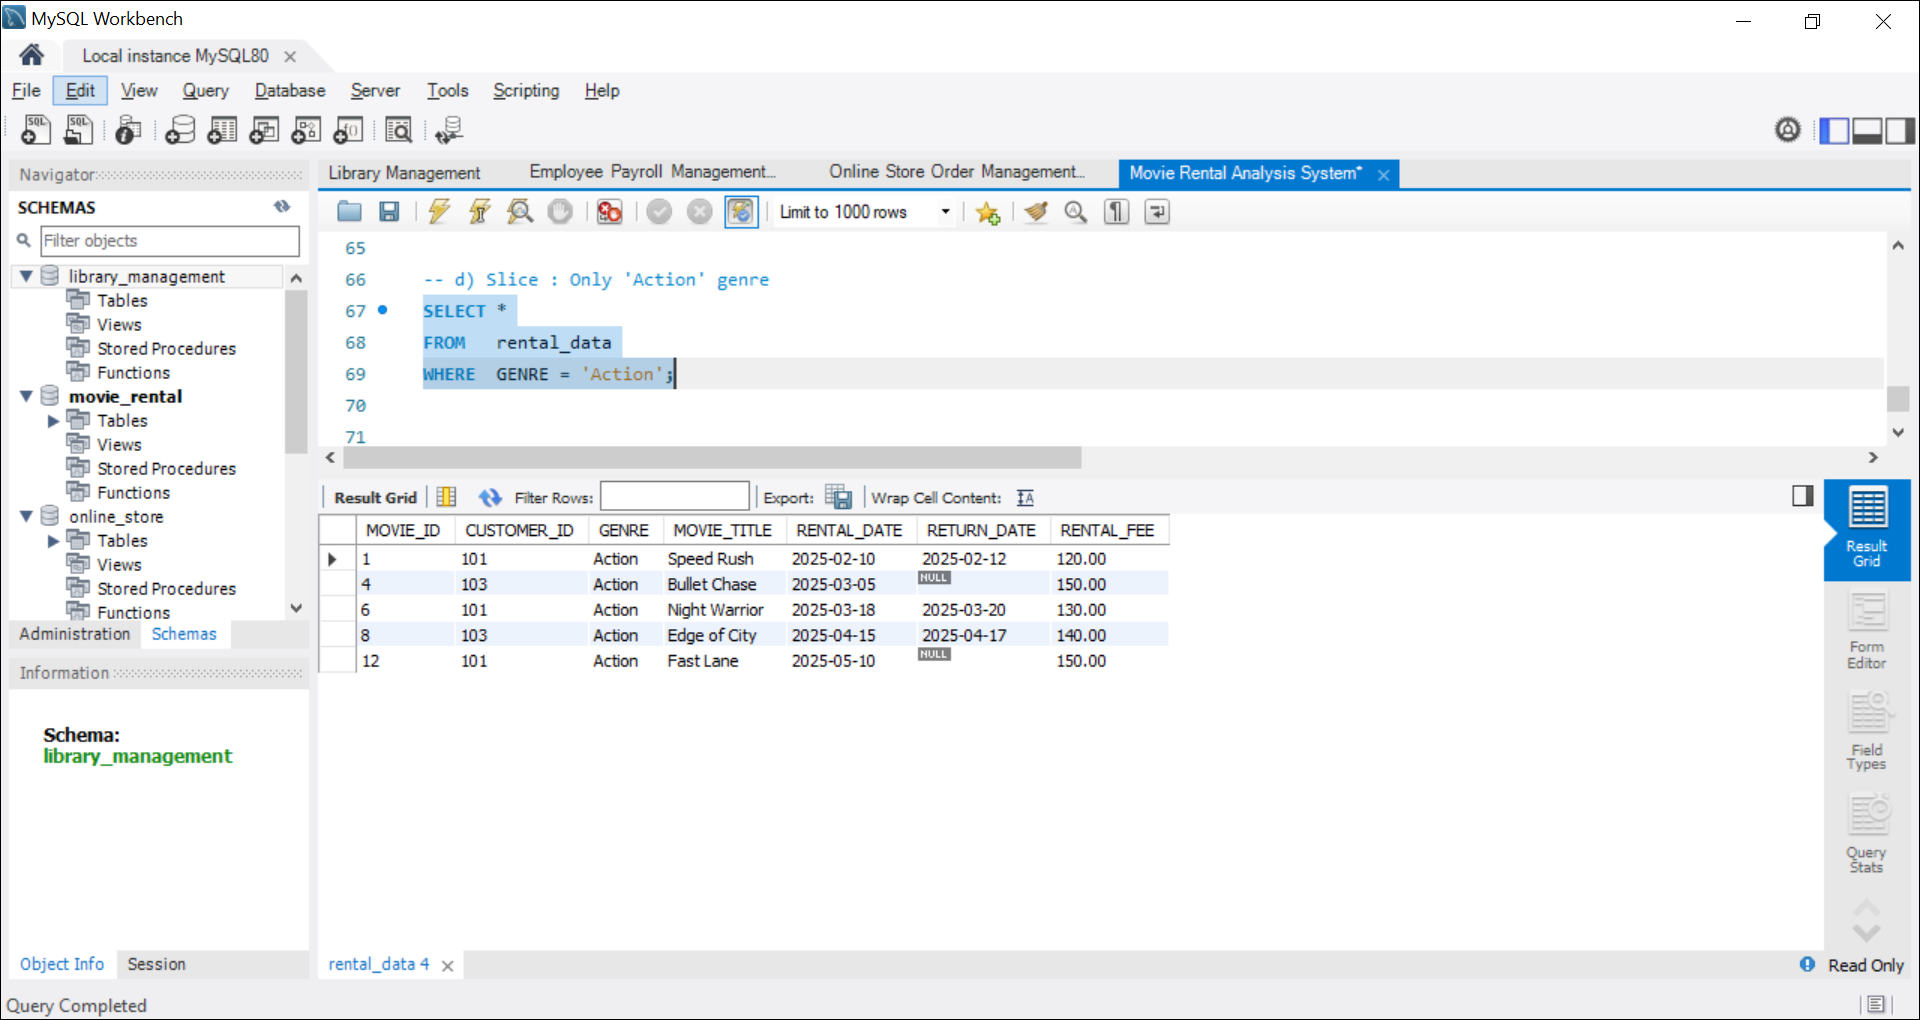 MySQL Workbench
Local instance MySQL80
File Edit View Query Database Server Tools Scripting Help
Navigator
SCHEMAS
Filter objects
library_management
Tables
Views
Stored Procedures
Functions
movie_rental
Tables
Views
Stored Procedures
Functions
online_store
Tables
Views
Stored Procedures
Functions
Administration Schemas
Information
Schema:
library_management
Object Info Session
Library Management Employee Payroll Management... Online Store Order Management... Movie Rental Analysis System*
Limit to 1000 rows
65
66 -- d) Slice : Only 'Action' genre
67 SELECT *
68 FROM rental_data
69 WHERE GENRE = 'Action';
70
71
Result Grid Filter Rows: Export: Wrap Cell Content:
MOVIE_ID CUSTOMER_ID GENRE MOVIE_TITLE RENTAL_DATE RETURN_DATE RENTAL_FEE
1 101 Action Speed Rush 2025-02-10 2025-02-12 120.00
4 103 Action Bullet Chase 2025-03-05 NULL 150.00
6 101 Action Night Warrior 2025-03-18 2025-03-20 130.00
8 103 Action Edge of City 2025-04-15 2025-04-17 140.00
12 101 Action Fast Lane 2025-05-10 NULL 150.00
Result
Grid
Form
Editor
Field
Types
Query
Stats
rental_data 4
Read Only
Query Completed